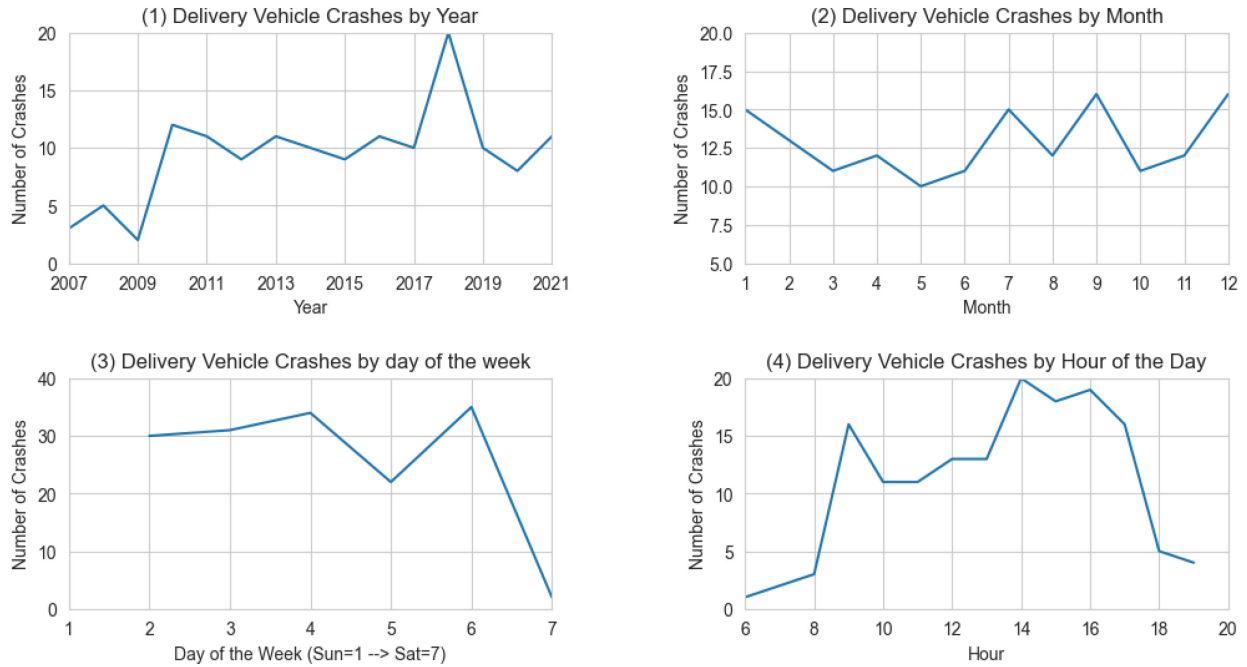 (1) Delivery Vehicle Crashes by Year
Number of Crashes
20
15
10
5
0
2007 2009 2011 2013 2015 2017 2019 2021
Year
(2) Delivery Vehicle Crashes by Month
Number of Crashes
20.0
17.5
15.0
12.5
10.0
7.5
5.0
1 2 3 4 5 6 7 8 9 10 11 12
Month
(3) Delivery Vehicle Crashes by day of the week
Number of Crashes
40
30
20
10
0
1 2 3 4 5 6 7
Day of the Week (Sun=1 --> Sat=7)
(4) Delivery Vehicle Crashes by Hour of the Day
Number of Crashes
20
15
10
5
0
6 8 10 12 14 16 18 20
Hour